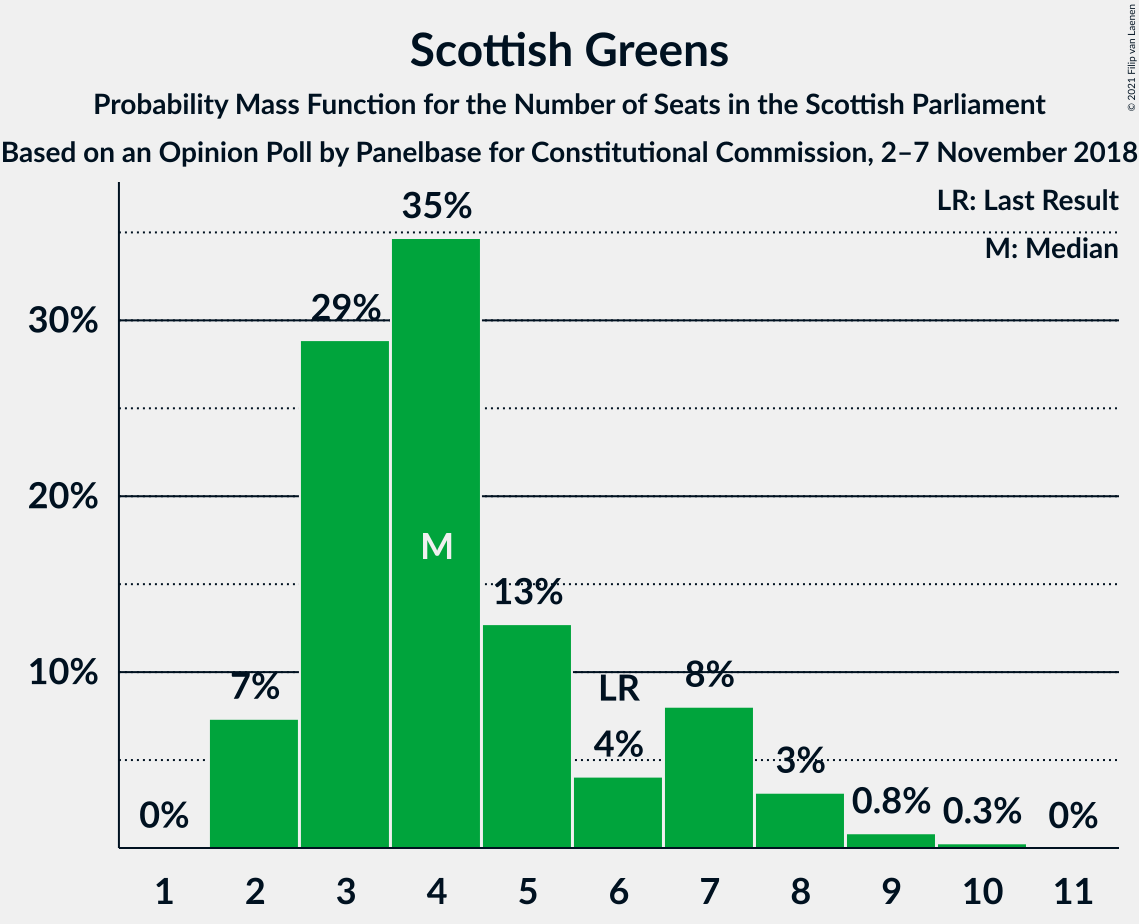 © 2021 Filip van Laenen
Scottish Greens
Probability Mass Function for the Number of Seats in the Scottish Parliament
Based on an Opinion Poll by Panelbase for Constitutional Commission, 2–7 November 2018
LR: Last Result
M: Median
35%
29%
30%
20%
M
13%
10%
7%
LR
8%
4%
3%
0%
0.8%
0.3%
0%
1 2 3 4 5 6 7 8 9 10 11